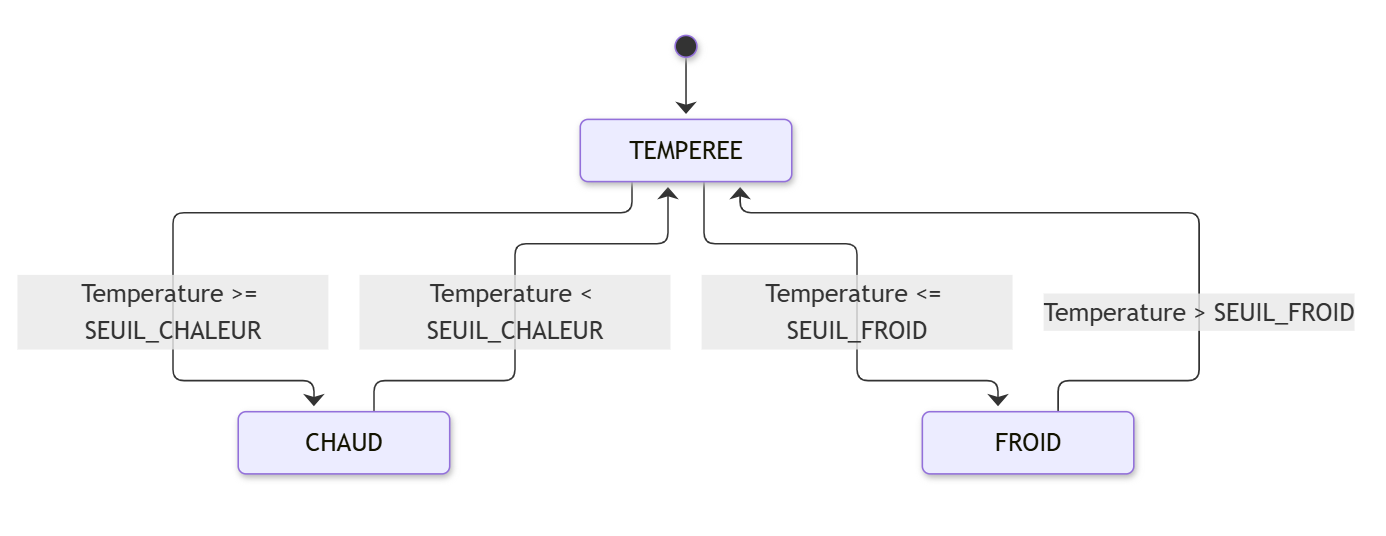 TEMPEREE
Temperature >=
SEUIL_CHALEUR
Temperature <
SEUIL_CHALEUR
Temperature <=
SEUIL_FROID
Temperature > SEUIL_FROID
CHAUD
FROID